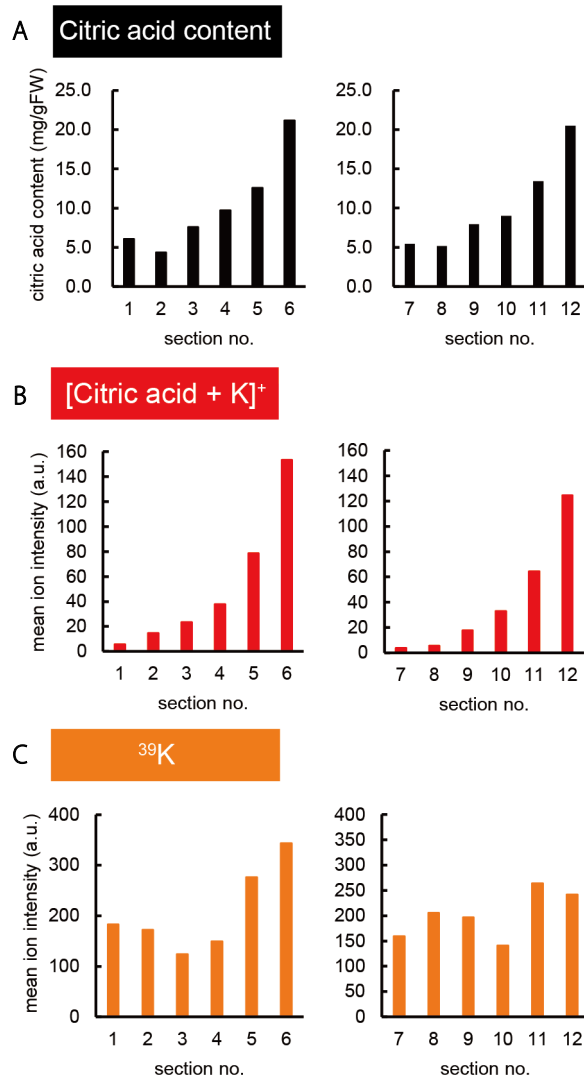 A Citric acid content
citric acid content (mg/gFW)
25.0
20.0
15.0
10.0
5.0
0.0
1 2 3 4 5 6
section no.
25.0
20.0
15.0
10.0
5.0
0.0
7 8 9 10 11 12
section no.
B [Citric acid + K]⁺
mean ion intensity (a.u.)
160
140
120
100
80
60
40
20
0
1 2 3 4 5 6
section no.
160
140
120
100
80
60
40
20
0
7 8 9 10 11 12
section no.
C ³⁹K
mean ion intensity (a.u.)
400
300
200
100
0
1 2 3 4 5 6
section no.
400
350
300
250
200
150
100
50
0
7 8 9 10 11 12
section no.